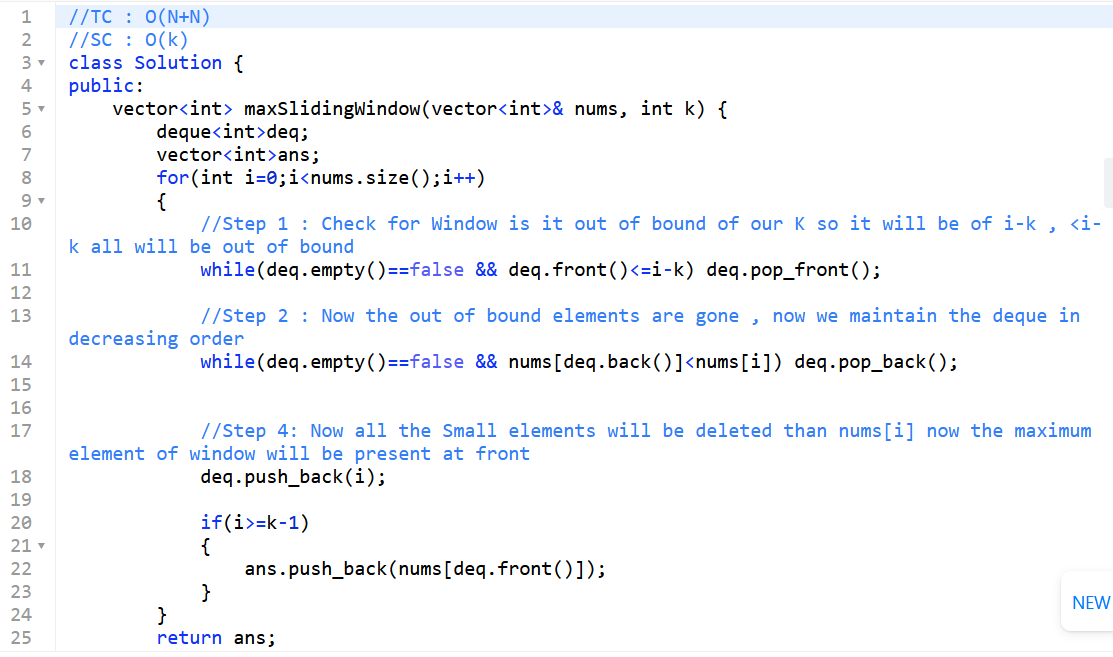 1 //TC : O(N+N)
2 //SC : O(k)
3 class Solution {
4 public:
5     vector<int> maxSlidingWindow(vector<int>& nums, int k) {
6         deque<int>deq;
7         vector<int>ans;
8         for(int i=0;i<nums.size();i++)
9         {
10             //Step 1 : Check for Window is it out of bound of our K so it will be of i-k , <i-
k all will be out of bound
11             while(deq.empty()==false && deq.front()<=i-k) deq.pop_front();
12
13             //Step 2 : Now the out of bound elements are gone , now we maintain the deque in
decreasing order
14             while(deq.empty()==false && nums[deq.back()]<nums[i]) deq.pop_back();
15
16
17             //Step 4: Now all the Small elements will be deleted than nums[i] now the maximum
element of window will be present at front
18             deq.push_back(i);
19
20             if(i>=k-1)
21             {
22                 ans.push_back(nums[deq.front()]);
23             }
24         }
25         return ans;
NEW